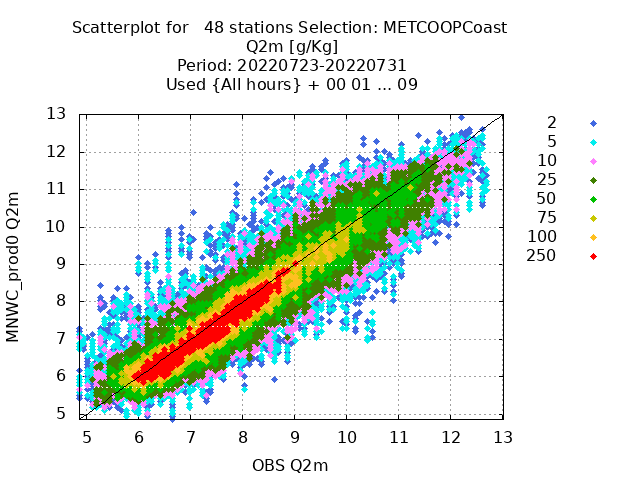 Scatterplot for   48 stations Selection: METCOOPCoast
Q2m [g/Kg]
Period: 20220723-20220731
Used {All hours} + 00 01 ... 09
13
12
11
10
9
8
7
6
5
MNWC_prod0 Q2m
5 6 7 8 9 10 11 12 13
OBS Q2m
2
5
10
25
50
75
100
250